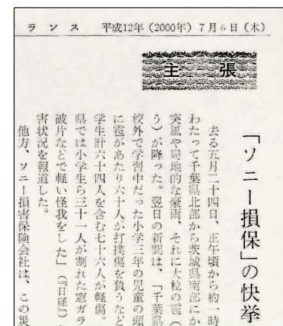 ランス 平成12年(2000年)7月6日(木)
主張
「ソニー損保」の快挙
去る五月二十四日、正午頃から約一時
わたって千葉県北部から茨城県南部にか
突風や局地的な豪雨、それに大粒の雹(
う)が降った。翌日の新聞は、「千葉県
校外で学習中だった小学三年の児童の頭
に雹があたり六十人が打撲傷を負うなど
学生計六十四人を含む七十六人が軽傷。
県では小学生ら三十一人が割れた窓ガラ
破片などで軽い怪我をした」(『日経』)
害状況を報道した。
他方、ソニー損害保険会社は、この災